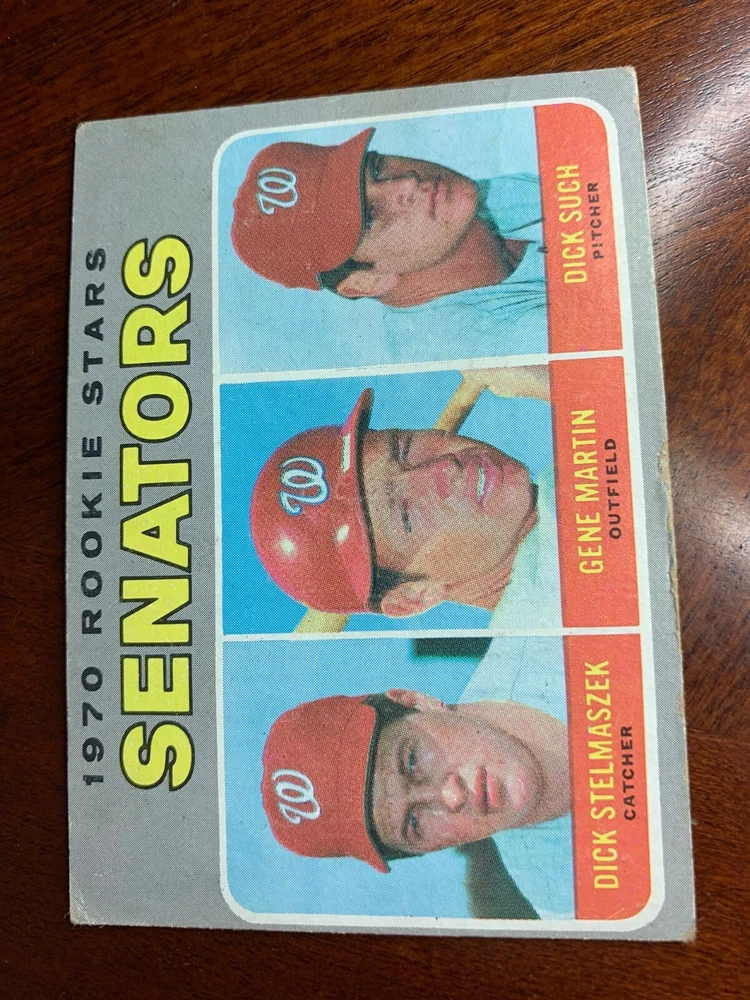 1970 ROOKIE STARS
SENATORS
W
W
W
DICK STELMASZEK
CATCHER
GENE MARTIN
OUTFIELD
DICK SUCH
PITCHER